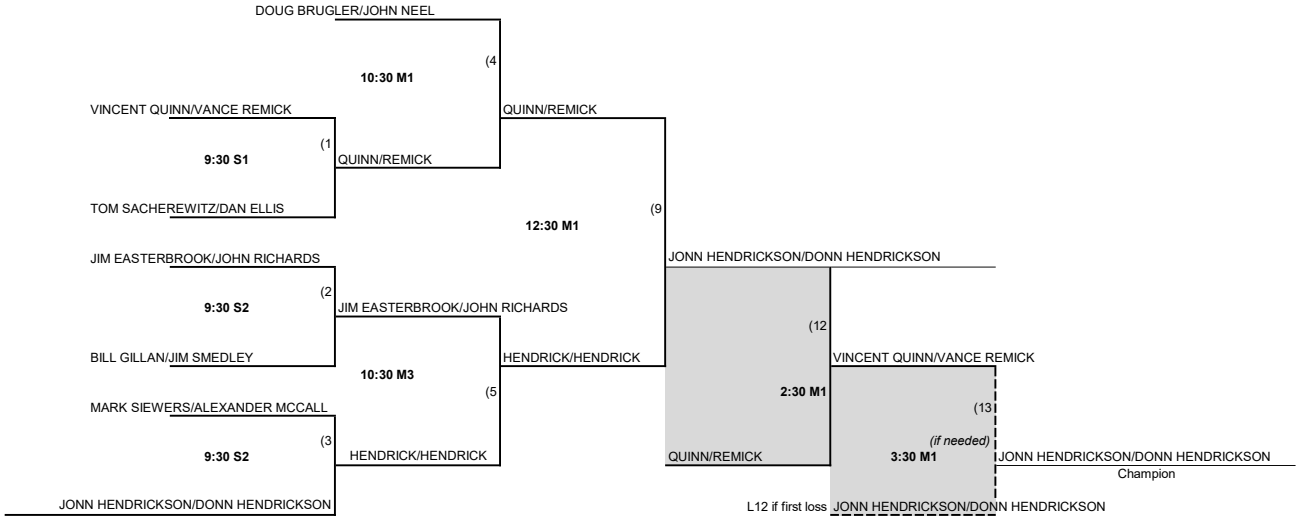 DOUG BRUGLER/JOHN NEEL
(4
10:30 M1
VINCENT QUINN/VANCE REMICK
QUINN/REMICK
(1
9:30 S1
QUINN/REMICK
TOM SACHEREWITZ/DAN ELLIS
(9
12:30 M1
JIM EASTERBROOK/JOHN RICHARDS
JONN HENDRICKSON/DONN HENDRICKSON
(2
9:30 S2
JIM EASTERBROOK/JOHN RICHARDS
(12
BILL GILLAN/JIM SMEDLEY
HENDRICK/HENDRICK
VINCENT QUINN/VANCE REMICK
10:30 M3
(5
2:30 M1
MARK SIEWERS/ALEXANDER MCCALL
(13
(3
(if needed)
9:30 S2
HENDRICK/HENDRICK
QUINN/REMICK
3:30 M1
JONN HENDRICKSON/DONN HENDRICKSON
Champion
JONN HENDRICKSON/DONN HENDRICKSON
L12 if first loss JONN HENDRICKSON/DONN HENDRICKSON